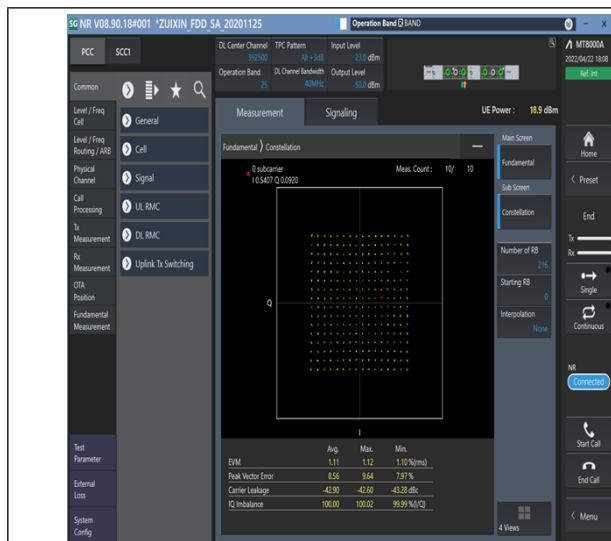 SG NR V08.90.18#001 *ZUIXIN_FDD_SA_20201125
Operation Band Q BAND
PCC
SCC1
DL Center Channel
392500
TPC Pattern
All +3dB
Input Level
23.0 dBm
Operation Band
25
DL Channel Bandwidth
40MHz
Output Level
-50.0 dBm
MT8000A
2022/04/22 18:08
Ref. Int
Common
Level / Freq
Cell
Level / Freq
Routing / ARB
Physical
Channel
Call
Processing
Tx
Measurement
Rx
Measurement
OTA
Position
Fundamental
Measurement
Test
Parameter
External
Loss
System
Config
General
Cell
Signal
UL RMC
DL RMC
Uplink Tx Switching
Measurement
Signaling
UE Power : 18.9 dBm
Fundamental Constellation
0 subcarrier
I 0.5407 Q 0.0920
Meas. Count : 10/ 10
Q
I
Avg. Max. Min.
EVM 1.11 1.12 1.10 %(rms)
Peak Vector Error 8.56 9.64 7.97 %
Carrier Leakage -42.90 -42.60 -43.28 dBc
IQ Imbalance 100.00 100.02 99.99 %(I/Q)
Main Screen
Fundamental
Sub Screen
Constellation
Number of RB
216
Starting RB
0
Interpolation
None
4 Views
Home
Preset
End
Tx
Rx
Single
Continuous
NR
Connected
Start Call
End Call
Menu